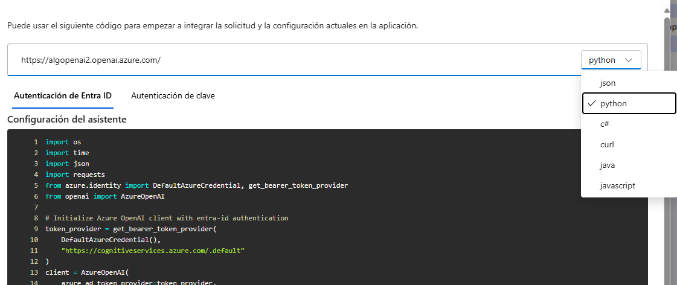 Puede usar el siguiente código para empezar a integrar la solicitud y la configuración actuales en la aplicación.
https://algopenai2.openai.azure.com/
python
json
python
c#
curl
java
javascript
Autenticación de Entra ID
Autenticación de clave
Configuración del asistente
1 import os
2 import time
3 import json
4 import requests
5 from azure.identity import DefaultAzureCredential, get_bearer_token_provider
6 from openai import AzureOpenAI
7
8 # Initialize Azure OpenAI client with entra-id authentication
9 token_provider = get_bearer_token_provider(
10 DefaultAzureCredential(),
11 "https://cognitiveservices.azure.com/.default"
12 )
13 client = AzureOpenAI(
14 azure_ad_token_provider=token_provider,